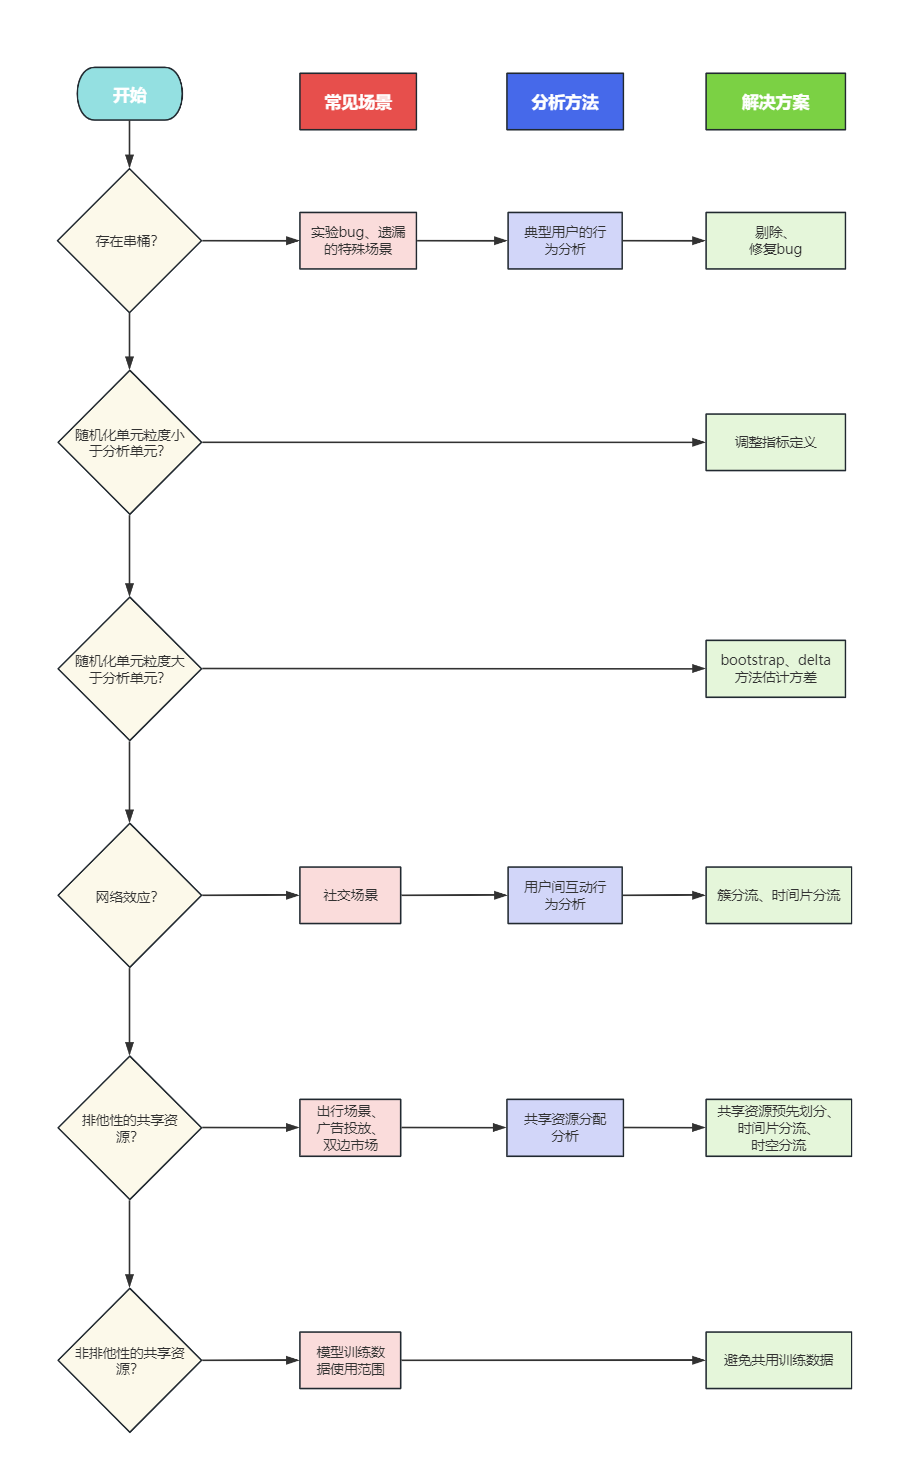 开始
常见场景
分析方法
解决方案
存在串桶？
实验bug、遗漏
的特殊场景
典型用户的行
为分析
剔除、
修复bug
随机化单元粒度小
于分析单元？
调整指标定义
随机化单元粒度大
于分析单元？
bootstrap、delta
方法估计方差
网络效应？
社交场景
用户间互动行
为分析
簇分流、时间片分流
排他性的共享资
源？
出行场景、
广告投放、
双边市场
共享资源分配
分析
共享资源预先划分、
时间片分流、
时空分流
非排他性的共享资
源？
模型训练数
据使用范围
避免共用训练数据